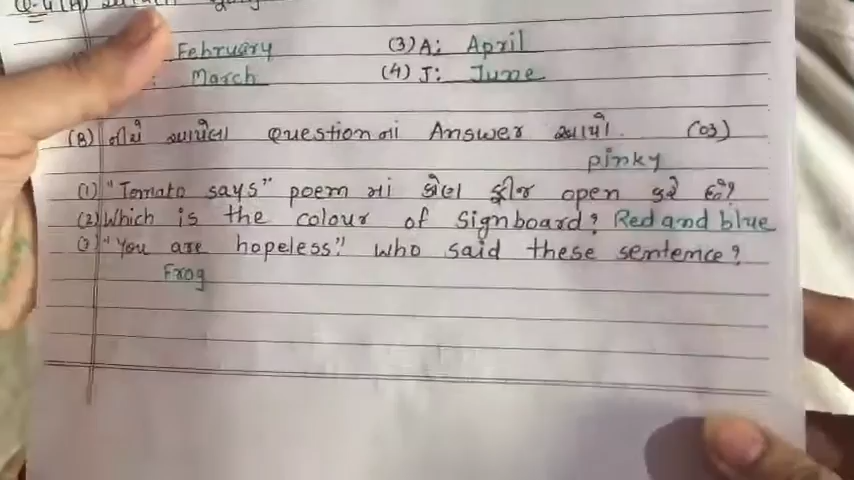 Q-4 (A)
February (3) A: April
: March (4) J: June
(B) નીચે આપેલા Question નાં Answer આપો. (03)
pinky
(1) "Tomato says" poem માં કોણ ફ્રીજ open કરે છે?
(2) Which is the colour of signboard? Red and blue
(3) "You are hopeless". who said these sentence?
Frog